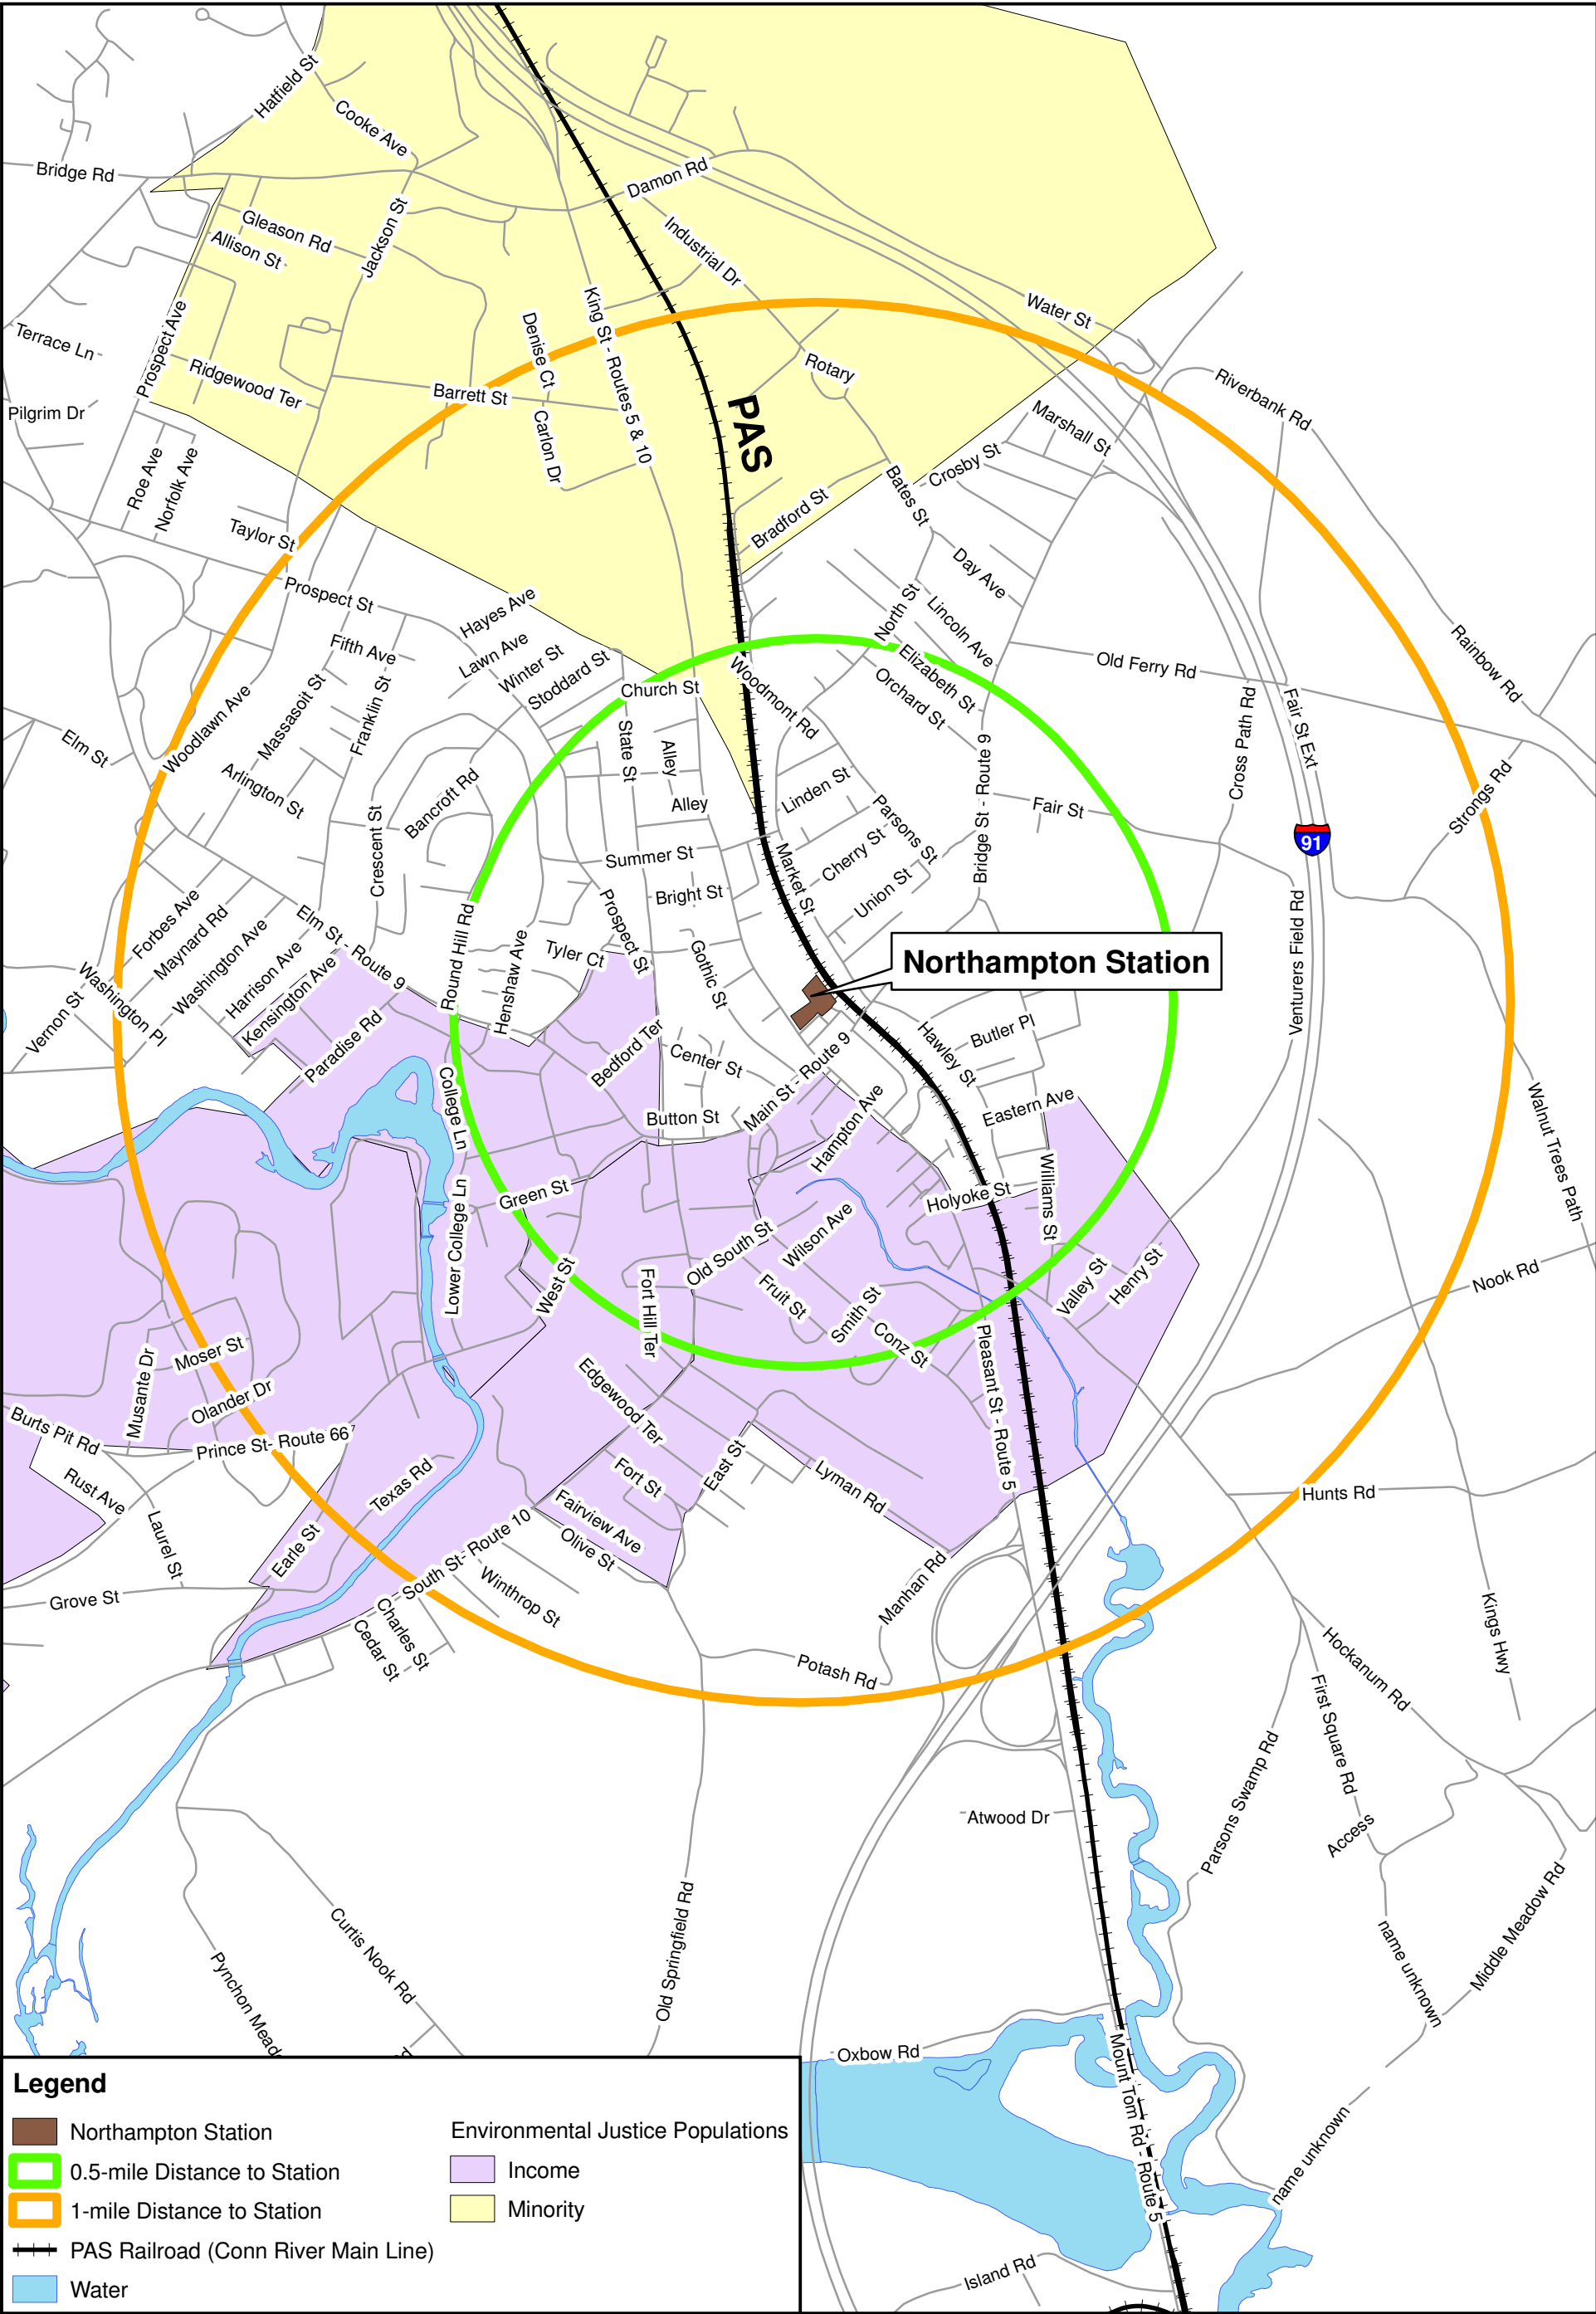 Hatfield St
Cooke Ave
Bridge Rd
Damon Rd
Gleason Rd
Allison St
Jackson St
Industrial Dr
King St - Routes 5 & 10
Water St
Denise Ct
Terrace Ln
Prospect Ave
Ridgewood Ter
Barrett St
Rotary
Riverbank Rd
Pilgrim Dr
Carlon Dr
PAS
Marshall St
Roe Ave
Norfolk Ave
Crosby St
Bates St
Bradford St
Taylor St
Day Ave
Prospect St
Hayes Ave
North St
Lincoln Ave
Fifth Ave
Lawn Ave
Winter St
Stoddard St
Elizabeth St
Old Ferry Rd
Rainbow Rd
Church St
Woodmont Rd
Orchard St
Massasoit St
Franklin St
Woodlawn Ave
Elm St
State St
Alley
Cross Path Rd
Fair St Ext
Arlington St
Bancroft Rd
Alley
Linden St
Parsons St
Bridge St - Route 9
Fair St
Strongs Rd
91
Crescent St
Summer St
Cherry St
Market St
Bright St
Union St
Forbes Ave
Maynard Rd
Washington Ave
Harrison Ave
Kensington Ave
Elm St - Route 9
Round Hill Rd
Henshaw Ave
Tyler Ct
Prospect St
Gothic St
Northampton Station
Venturers Field Rd
Vernon St
Washington Pl
Paradise Rd
Bedford Ter
Center St
Main St - Route 9
Hawley St
Butler Pl
College Ln
Button St
Hampton Ave
Eastern Ave
Walnut Trees Path
Lower College Ln
Green St
Holyoke St
Williams St
Old South St
Wilson Ave
West St
Fort Hill Ter
Fruit St
Smith St
Conz St
Valley St
Henry St
Nook Rd
Moser St
Musante Dr
Olander Dr
Pleasant St - Route 5
Edgewood Ter
Burts Pit Rd
Prince St- Route 66
Rust Ave
Texas Rd
Fort St
East St
Lyman Rd
Hunts Rd
Laurel St
Earle St
Fairview Ave
Olive St
South St- Route 10
Winthrop St
Manhan Rd
Grove St
Charles St
Cedar St
Potash Rd
Kings Hwy
Hockanum Rd
First Square Rd
Parsons Swamp Rd
Atwood Dr
Access
Middle Meadow Rd
name unknown
Curtis Nook Rd
Old Springfield Rd
Pynchon Meado
Oxbow Rd
Mount Tom Rd - Route 5
name unknown
Island Rd
Legend
Northampton Station
0.5-mile Distance to Station
1-mile Distance to Station
PAS Railroad (Conn River Main Line)
Water
Environmental Justice Populations
Income
Minority